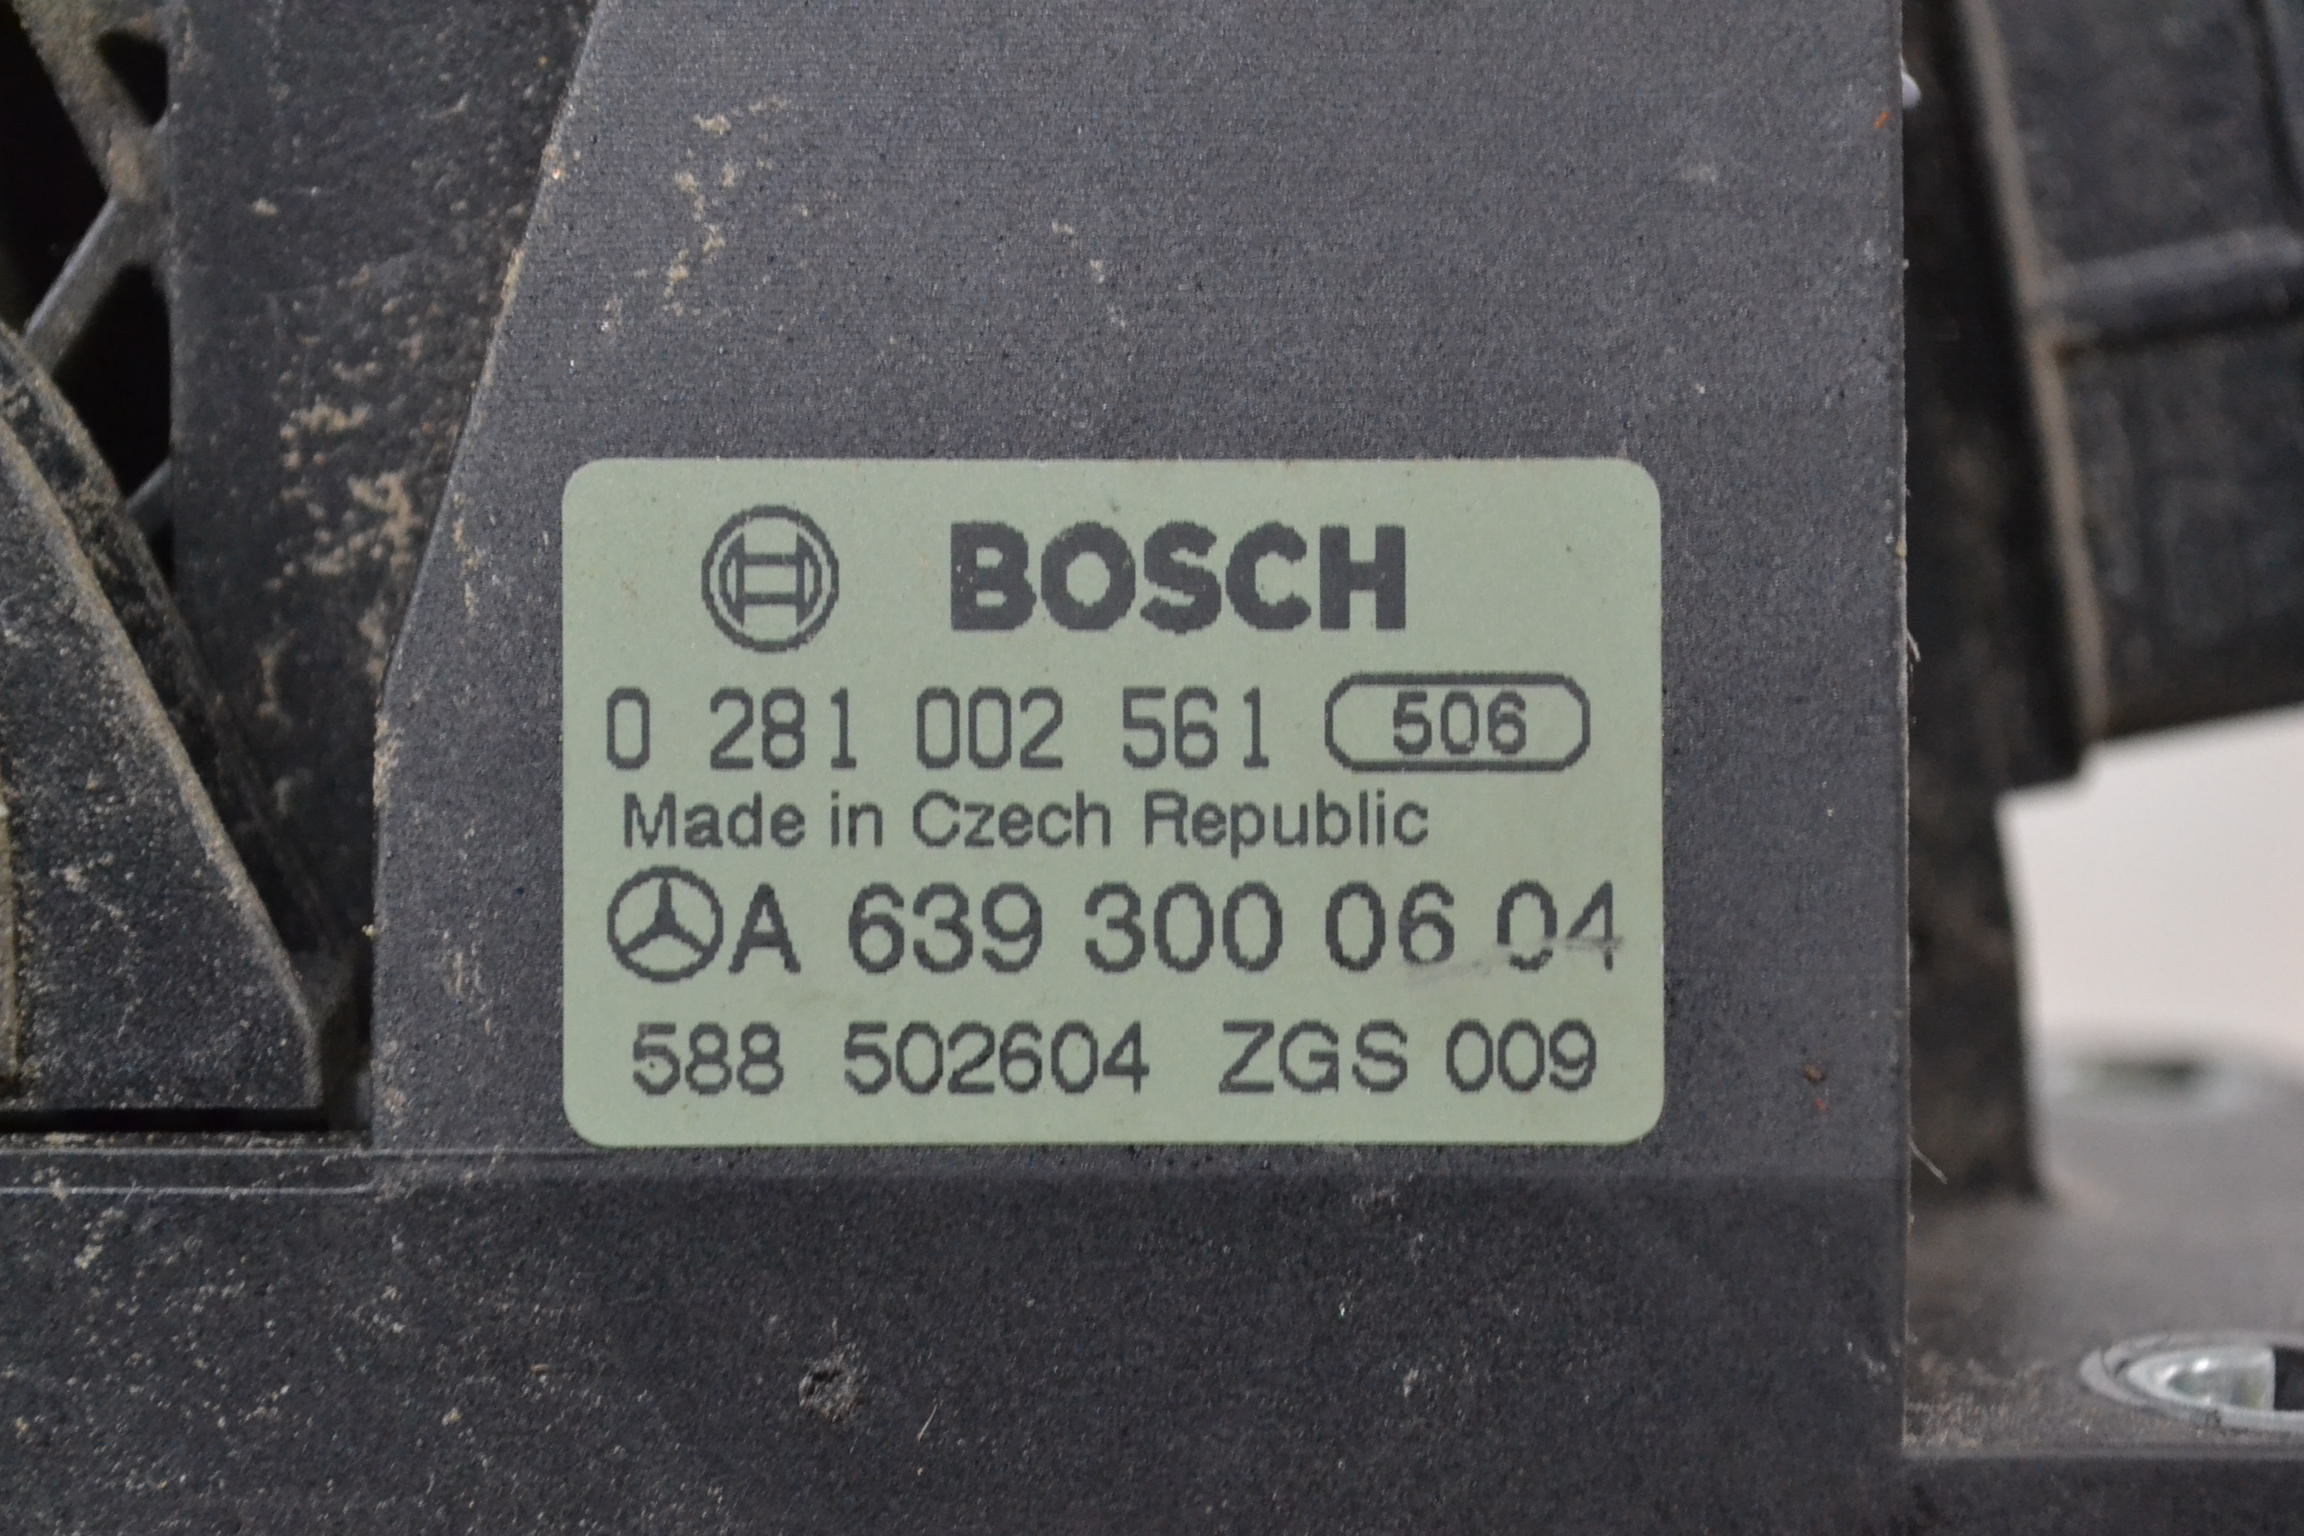 BOSCH
0 281 002 561 506
Made in Czech Republic
A 639 300 06 04
588 502604 ZGS 009